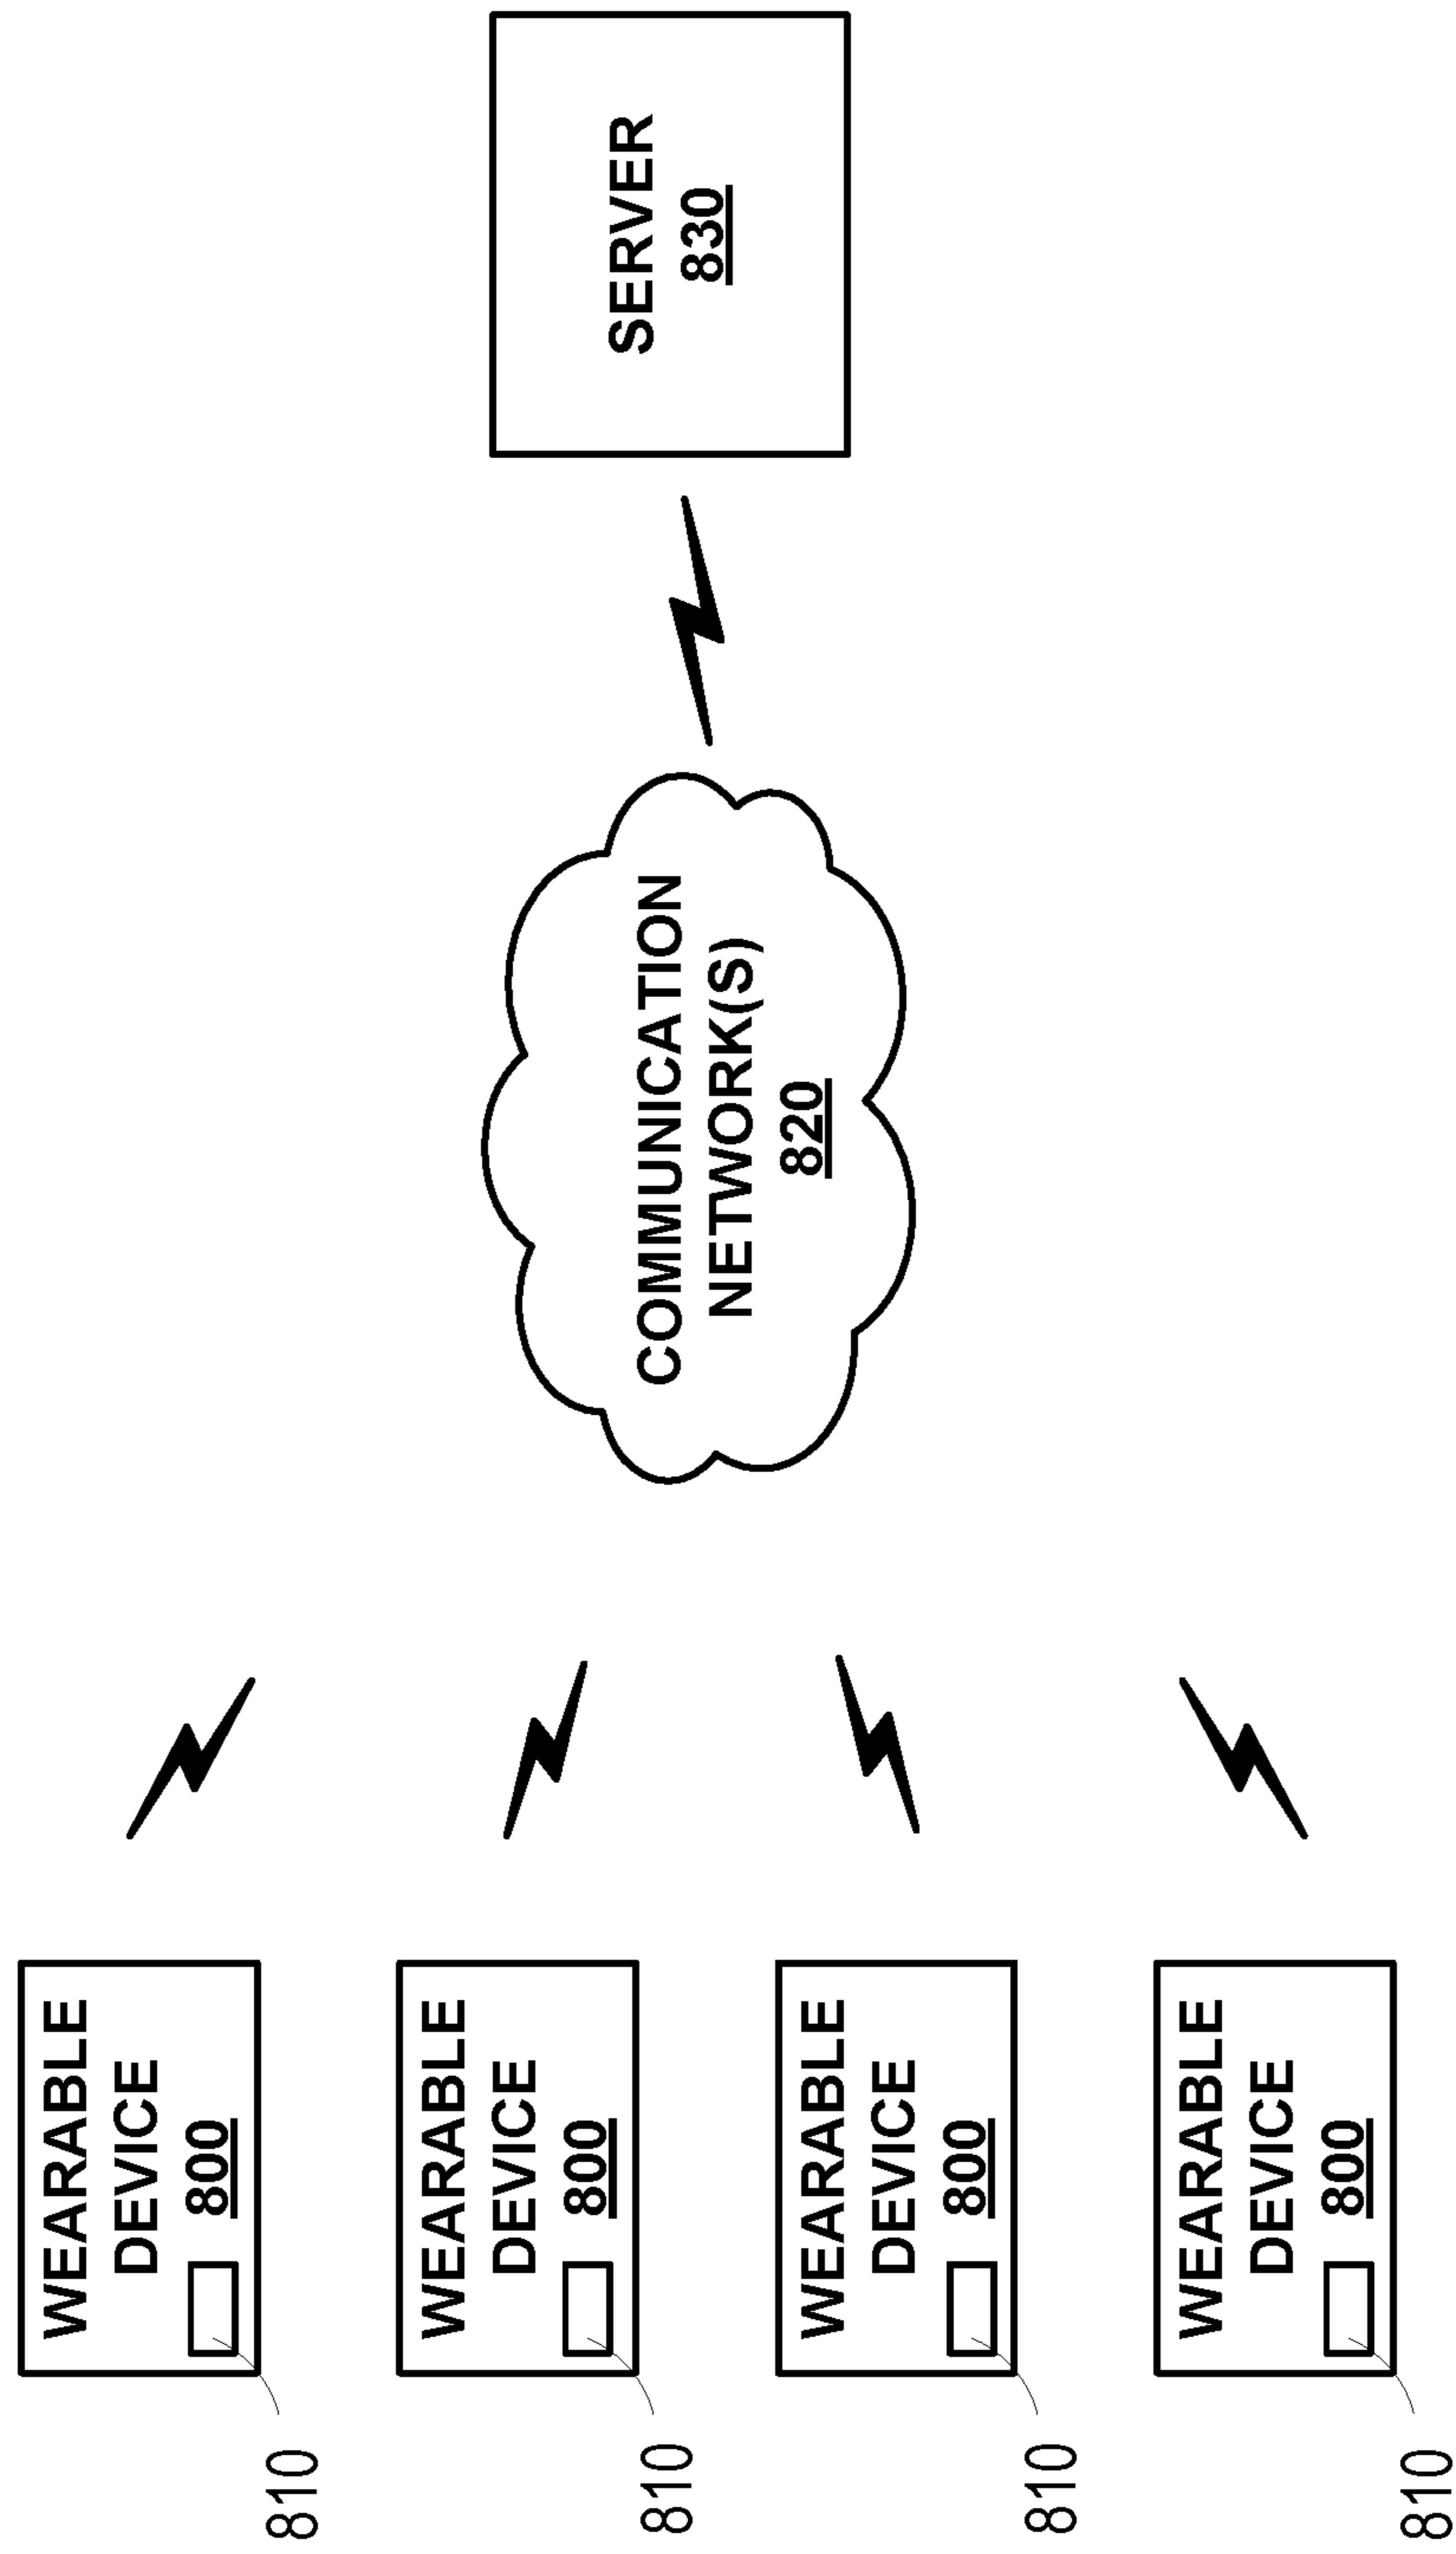 SERVER
830
COMMUNICATION
NETWORK(S)
820
WEARABLE
DEVICE
800
810
WEARABLE
DEVICE
800
810
WEARABLE
DEVICE
800
810
WEARABLE
DEVICE
800
810